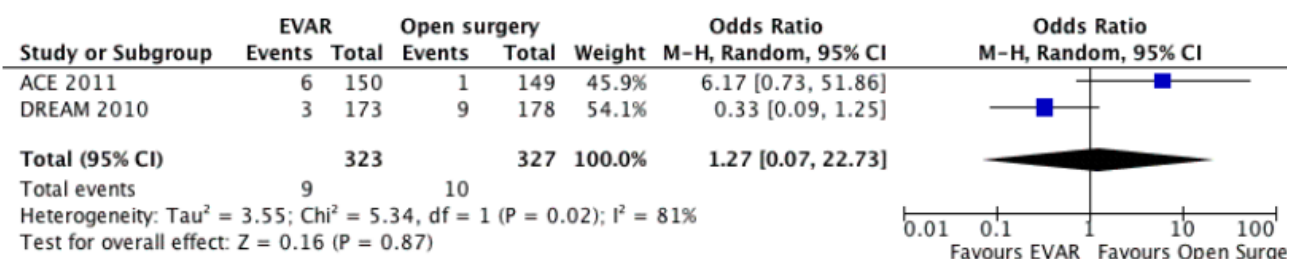 EVAR Open surgery Odds Ratio Odds Ratio
Study or Subgroup Events Total Events Total Weight M-H, Random, 95% CI M-H, Random, 95% CI
ACE 2011 6 150 1 149 45.9% 6.17 [0.73, 51.86]
DREAM 2010 3 173 9 178 54.1% 0.33 [0.09, 1.25]
Total (95% CI) 323 327 100.0% 1.27 [0.07, 22.73]
Total events 9 10
Heterogeneity: Tau² = 3.55; Chi² = 5.34, df = 1 (P = 0.02); I² = 81%
Test for overall effect: Z = 0.16 (P = 0.87)
0.01 0.1 1 10 100
Favours EVAR Favours Open Surge